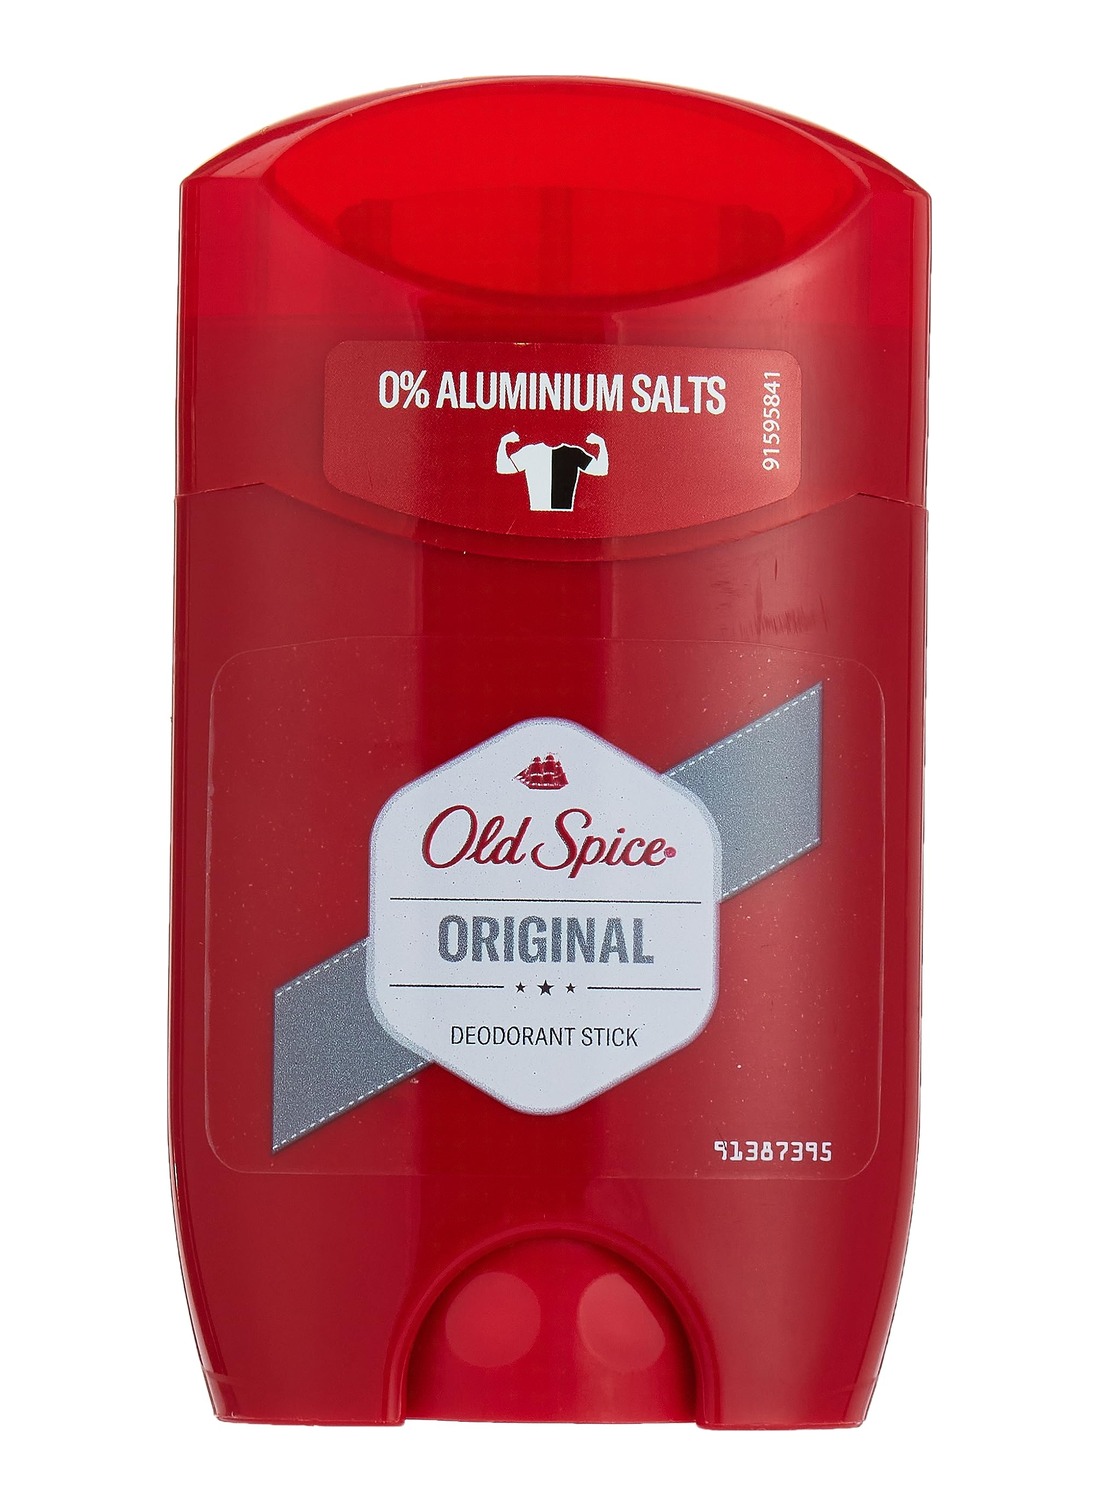 0% ALUMINIUM SALTS
91595841
Old Spice
ORIGINAL
DEODORANT STICK
91387395